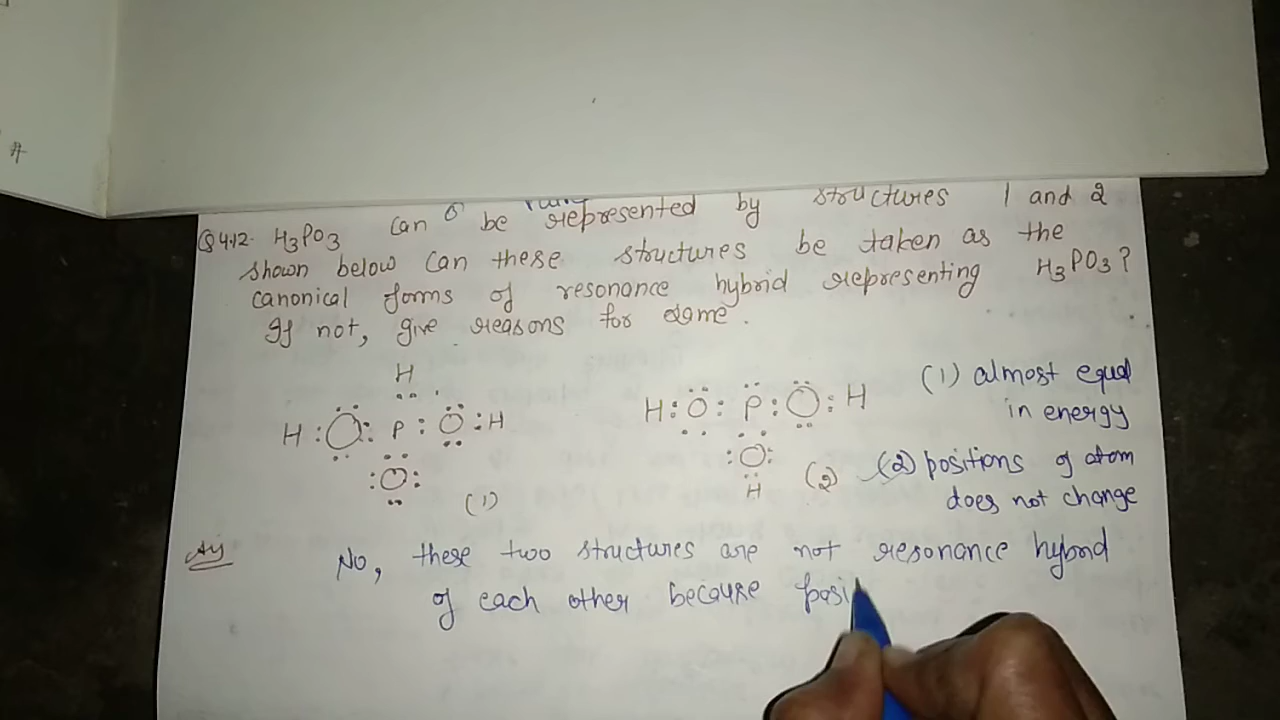 Q4.12. H3PO3 can be represented by structures 1 and 2
shown below can these structures be taken as the
canonical forms of resonance hybrid representing H3PO3?
If not, give reasons for same.
H
H :O: P :O: H
:O:
(1)
H:O: P:O: H
:O:
H
(2)
(1) almost equal
in energy
(2) positions of atom
does not change
No, these two structures are not resonance hybrid
of each other because posi